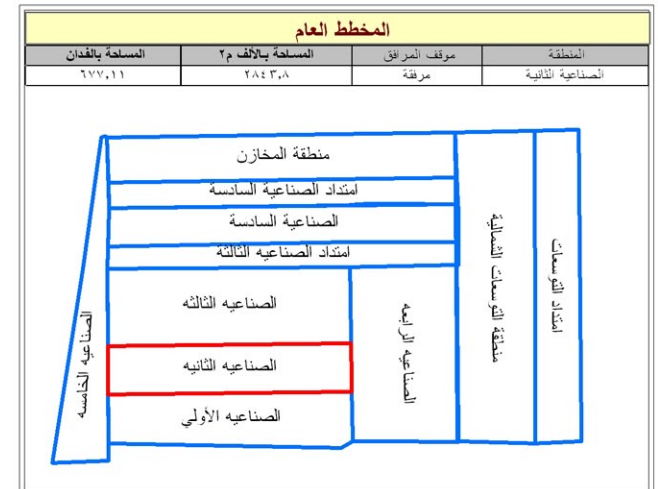 المخطط العام
المنطقة موقف المرافق المساحة بالألف م٢ المساحة بالفدان
الصناعية الثانية مرفقة ٢٨٤٣,٨ ٦٧٧,١١
منطقة المخازن
امتداد الصناعية السادسة
الصناعية السادسة
امتداد الصناعيه الثالثة
الصناعيه الثالثه
الصناعيه الثانيه
الصناعيه الأولي
الصناعيه الرابعه
منطقة التوسعات الشمالية
امتداد التوسعات
الصناعيه الخامسه